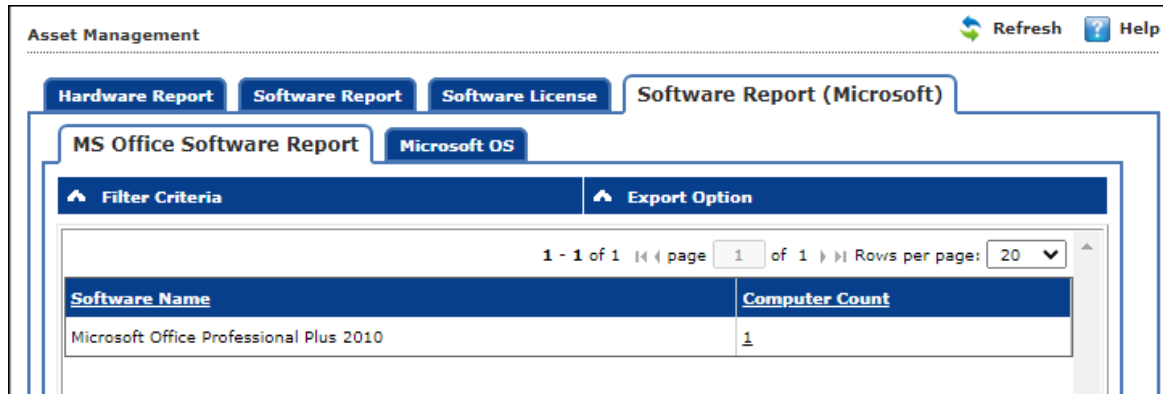 Asset Management Refresh ? Help
Hardware Report Software Report Software License Software Report (Microsoft)
MS Office Software Report Microsoft OS
Filter Criteria Export Option
1 - 1 of 1 page 1 of 1 Rows per page: 20
Software Name Computer Count
Microsoft Office Professional Plus 2010 1